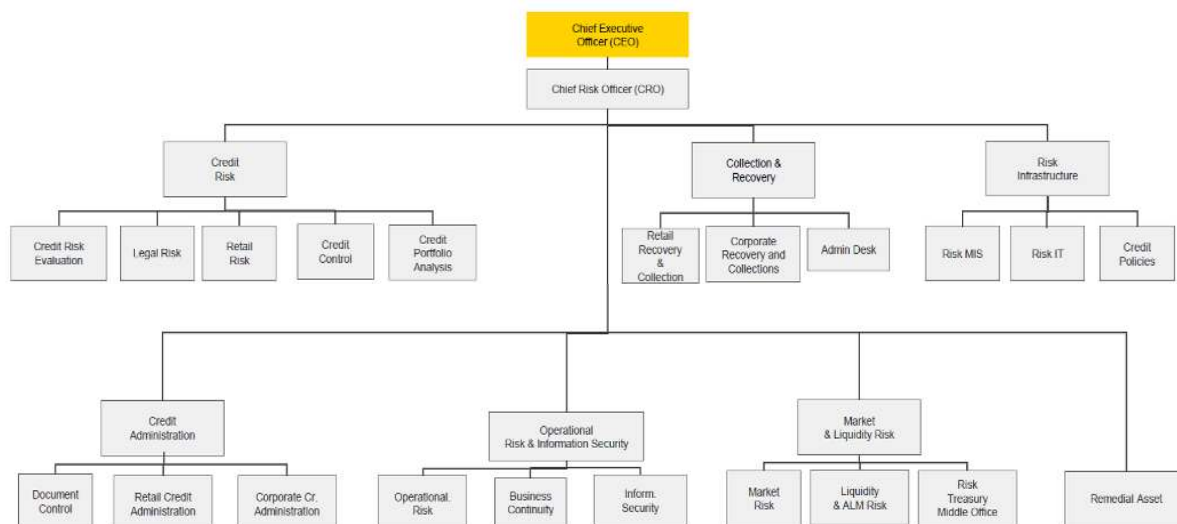 Chief Executive
Officer (CEO)
Chief Risk Officer (CRO)
Credit
Risk
Collection &
Recovery
Risk
Infrastructure
Credit Risk
Evaluation
Legal Risk
Retail
Risk
Credit
Control
Credit
Portfolio
Analysis
Retail
Recovery
&
Collection
Corporate
Recovery and
Collections
Admin Desk
Risk MIS
Risk IT
Credit
Policies
Credit
Administration
Operational
Risk & Information Security
Market
& Liquidity Risk
Document
Control
Retail Credit
Administration
Corporate Cr.
Administration
Operational.
Risk
Business
Continuity
Inform.
Security
Market
Risk
Liquidity
& ALM Risk
Risk
Treasury
Middle Office
Remedial Asset